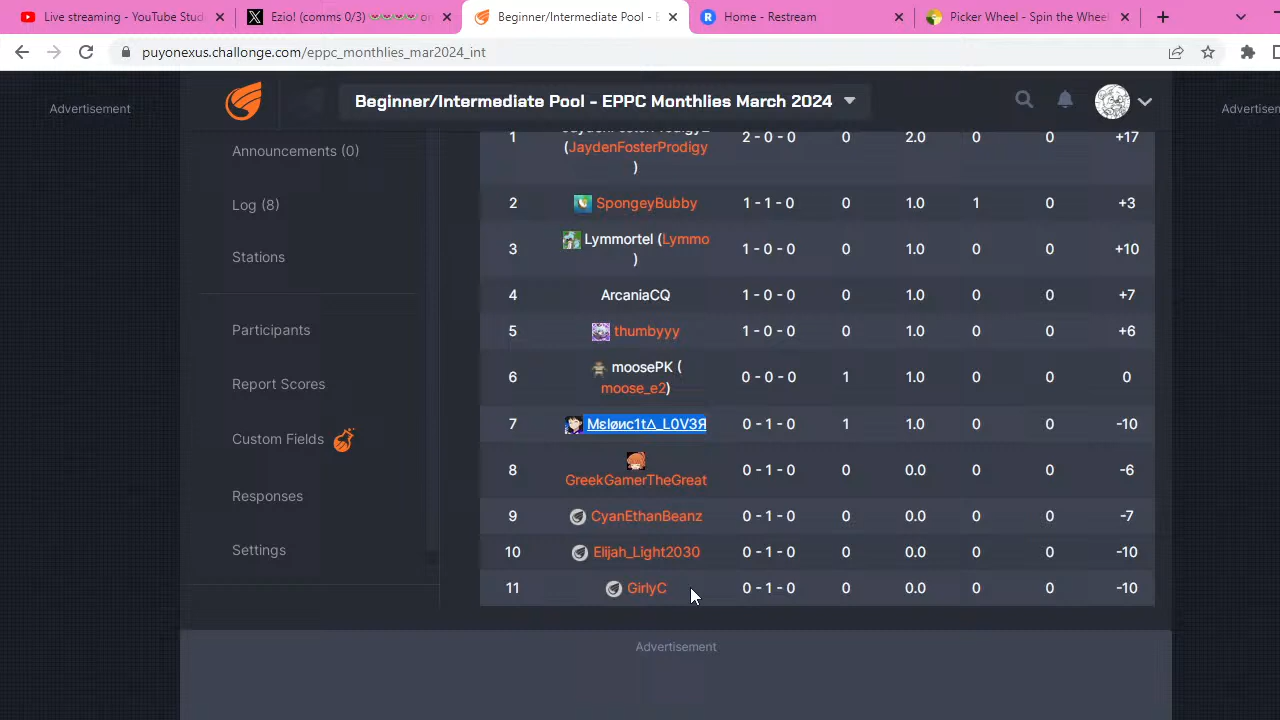 Live streaming - YouTube Stud
Ezio! (comms 0/3)
Beginner/Intermediate Pool - E
Home - Restream
Picker Wheel - Spin the Whee
puyonexus.challonge.com/eppc_monthlies_mar2024_int
Advertisement
Beginner/Intermediate Pool - EPPC Monthlies March 2024
Advertisen
Announcements (0)
Log (8)
Stations
Participants
Report Scores
Custom Fields
Responses
Settings
1 (JaydenFosterProdigy 2 - 0 - 0 0 2.0 0 0 +17
)
2 SpongeyBubby 1 - 1 - 0 0 1.0 1 0 +3
3 Lymmortel (Lymmo 1 - 0 - 0 0 1.0 0 0 +10
)
4 ArcaniaCQ 1 - 0 - 0 0 1.0 0 0 +7
5 thumbyyy 1 - 0 - 0 0 1.0 0 0 +6
6 moosePK ( 0 - 0 - 0 1 1.0 0 0 0
moose_e2)
7 Mεløиc1tΔ_L0V3Я 0 - 1 - 0 1 1.0 0 0 -10
8 GreekGamerTheGreat 0 - 1 - 0 0 0.0 0 0 -6
9 CyanEthanBeanz 0 - 1 - 0 0 0.0 0 0 -7
10 Elijah_Light2030 0 - 1 - 0 0 0.0 0 0 -10
11 GirlyC 0 - 1 - 0 0 0.0 0 0 -10
Advertisement